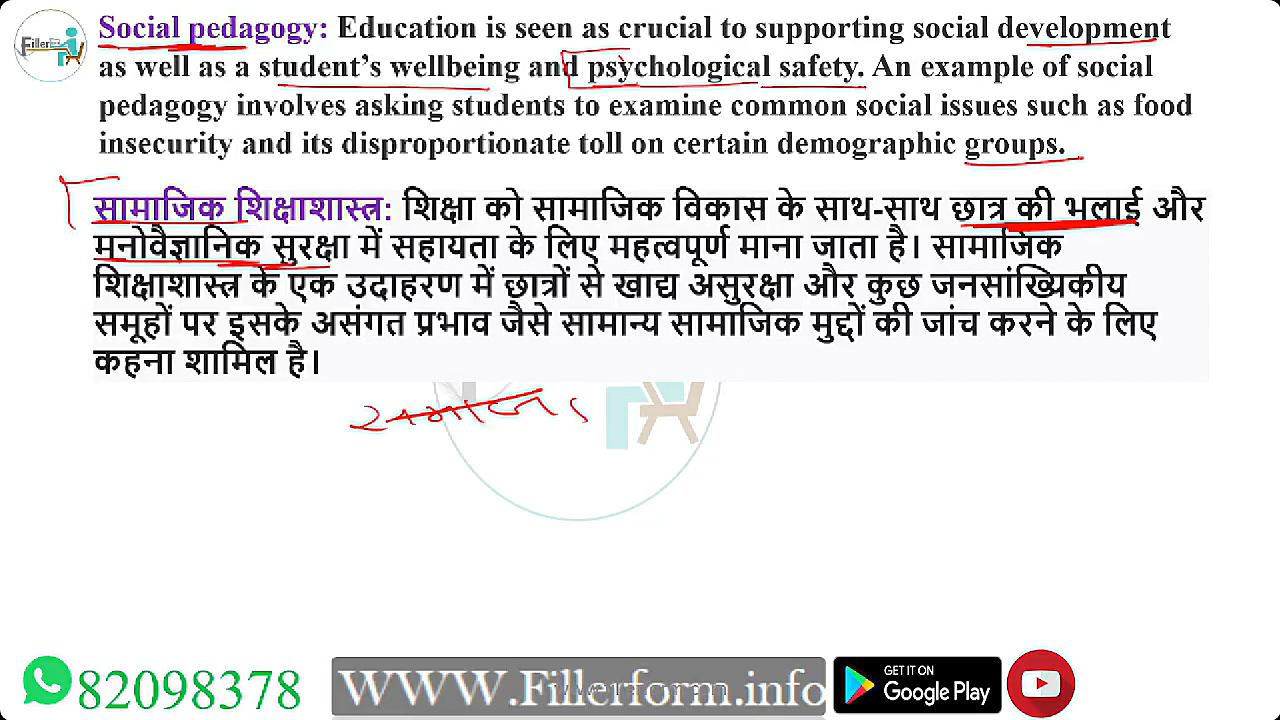 Filler
Social pedagogy: Education is seen as crucial to supporting social development
as well as a student's wellbeing and psychological safety. An example of social
pedagogy involves asking students to examine common social issues such as food
insecurity and its disproportionate toll on certain demographic groups.
सामाजिक शिक्षाशास्त्र: शिक्षा को सामाजिक विकास के साथ-साथ छात्र की भलाई और
मनोवैज्ञानिक सुरक्षा में सहायता के लिए महत्वपूर्ण माना जाता है। सामाजिक
शिक्षाशास्त्र के एक उदाहरण में छात्रों से खाद्य असुरक्षा और कुछ जनसांख्यिकीय
समूहों पर इसके असंगत प्रभाव जैसे सामान्य सामाजिक मुद्दों की जांच करने के लिए
कहना शामिल है।
82098378
WWW.Fillerform.info
GET IT ON
Google Play